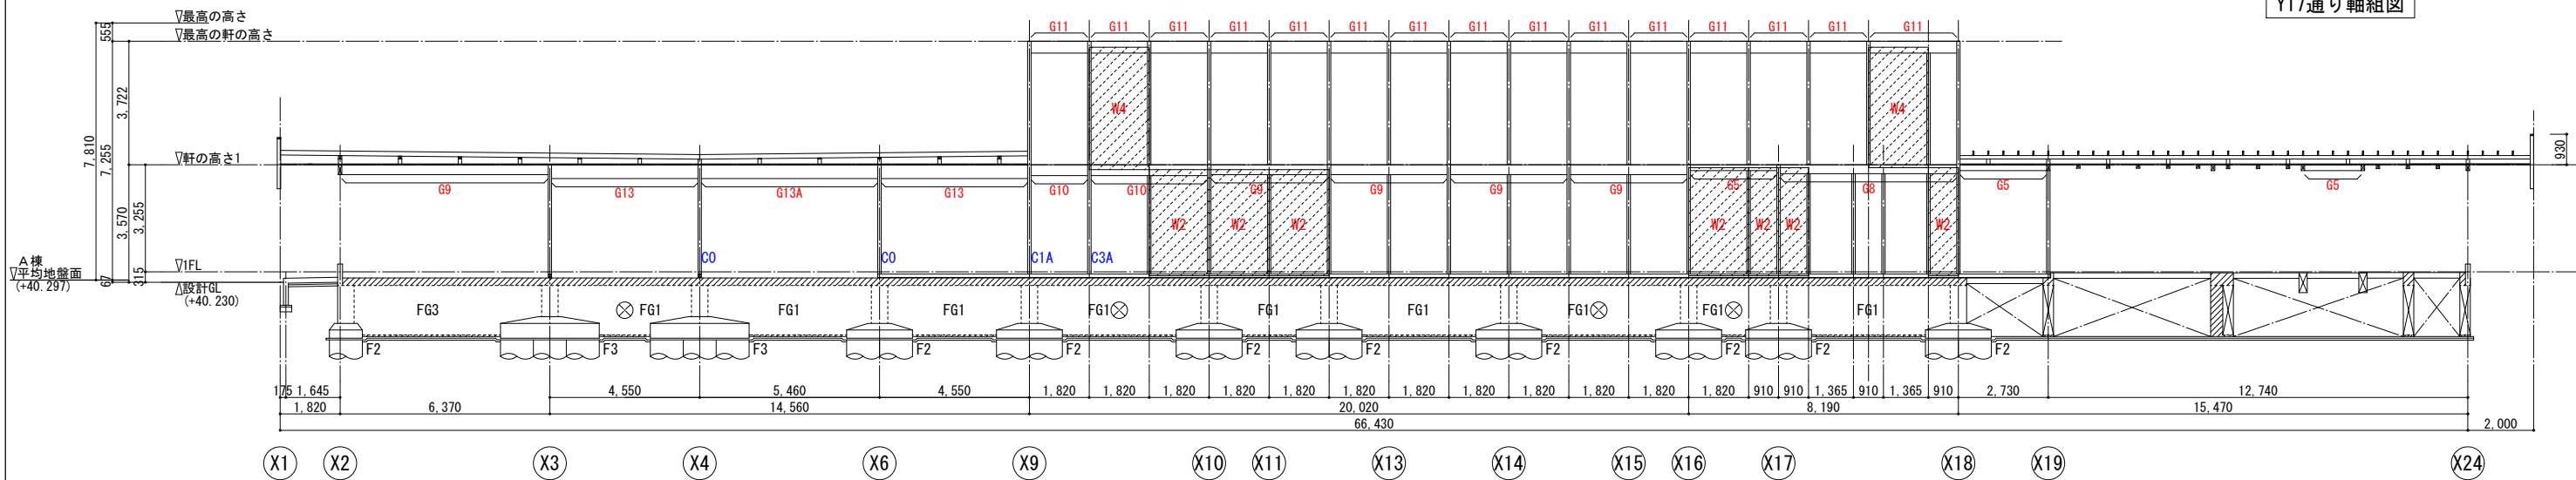 Y17通り軸組図
▽最高の高さ
▽最高の軒の高さ
555
3,722
7,810
7,255
▽軒の高さ1
3,570
3,255
▽1FL
A棟
▽平均地盤面
(+40.297)
67
315
△設計GL
(+40.230)
G11 G11 G11 G11 G11 G11 G11 G11 G11 G11 G11 G11 G11 G11 G11
W4 W4
930
G9 G13 G13A G13 G10 G10 G9 G9 G9 G9 G5 G8 G5 G5
W2 W2 W2 W2 W2 W2 W2
C0 C0 C1A C3A
FG3 FG1 FG1 FG1 FG1 FG1 FG1 FG1 FG1 FG1
F2 F3 F3 F2 F2 F2 F2 F2 F2 F2 F2
175 1,645 4,550 5,460 4,550 1,820 1,820 1,820 1,820 1,820 1,820 1,820 1,820 1,820 1,820 1,820 1,820 910 910 1,365 910 1,365 910 2,730 12,740
1,820 6,370 14,560 20,020 8,190 15,470
66,430 2,000
X1 X2 X3 X4 X6 X9 X10 X11 X13 X14 X15 X16 X17 X18 X19 X24